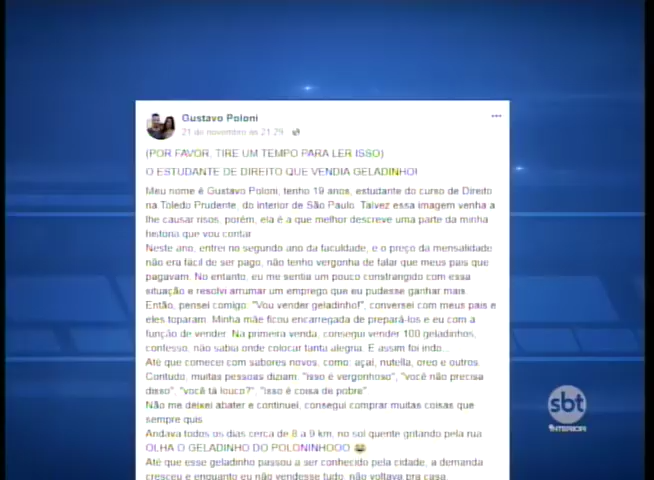 Gustavo Poloni
21 de novembro às 21:29
(POR FAVOR, TIRE UM TEMPO PARA LER ISSO)
O ESTUDANTE DE DIREITO QUE VENDIA GELADINHO!
Meu nome é Gustavo Poloni, tenho 19 anos, estudante do curso de Direito
na Toledo Prudente, do interior de São Paulo. Talvez essa imagem venha a
lhe causar risos, porém, ela é a que melhor descreve uma parte da minha
história que vou contar
Neste ano, entrei no segundo ano da faculdade, e o preço da mensalidade
não era fácil de ser pago, não tenho vergonha de falar que meus pais que
pagavam. No entanto, eu me sentia um pouco constrangido com essa
situação e resolvi arrumar um emprego que eu pudesse ganhar mais.
Então, pensei comigo: "Vou vender geladinho!", conversei com meus pais e
eles toparam. Minha mãe ficou encarregada de prepará-los e eu com a
função de vender. Na primeira venda, consegui vender 100 geladinhos,
confesso, não sabia onde colocar tanta alegria. E assim foi indo...
Até que comecei com sabores novos, como: açaí, nutella, oreo e outros.
Contudo, muitas pessoas diziam: "isso é vergonhoso", "você não precisa
disso", "você tá louco?", "isso é coisa de pobre"
Não me deixei abater e continuei, consegui comprar muitas coisas que
sempre quis
Andava todos os dias cerca de 8 a 9 km, no sol quente gritando pela rua
OLHA O GELADINHO DO POLONINHOOO 😂
Até que esse geladinho passou a ser conhecido pela cidade, a demanda
cresceu e enquanto eu não vendesse tudo, não voltava pra casa.
sbt
INTERIOR